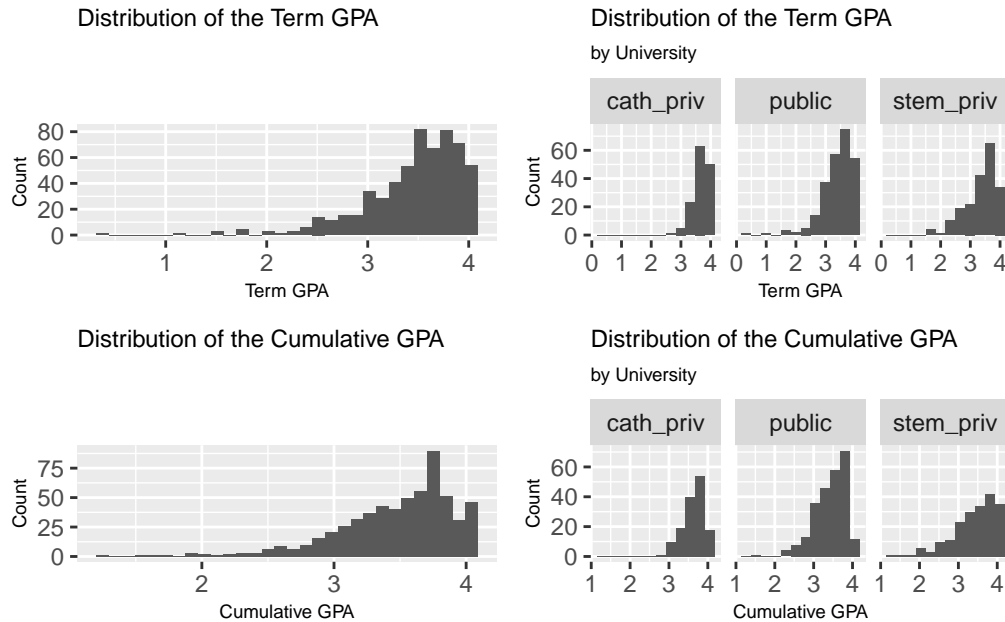 Distribution of the Term GPA
Count
80
60
40
20
0
1 2 3 4
Term GPA
Distribution of the Term GPA
by University
cath_priv public stem_priv
Count
60
40
20
0
0 1 2 3 4 0 1 2 3 4 0 1 2 3 4
Term GPA
Distribution of the Cumulative GPA
Count
75
50
25
0
2 3 4
Cumulative GPA
Distribution of the Cumulative GPA
by University
cath_priv public stem_priv
Count
60
40
20
0
1 2 3 4 1 2 3 4 1 2 3 4
Cumulative GPA